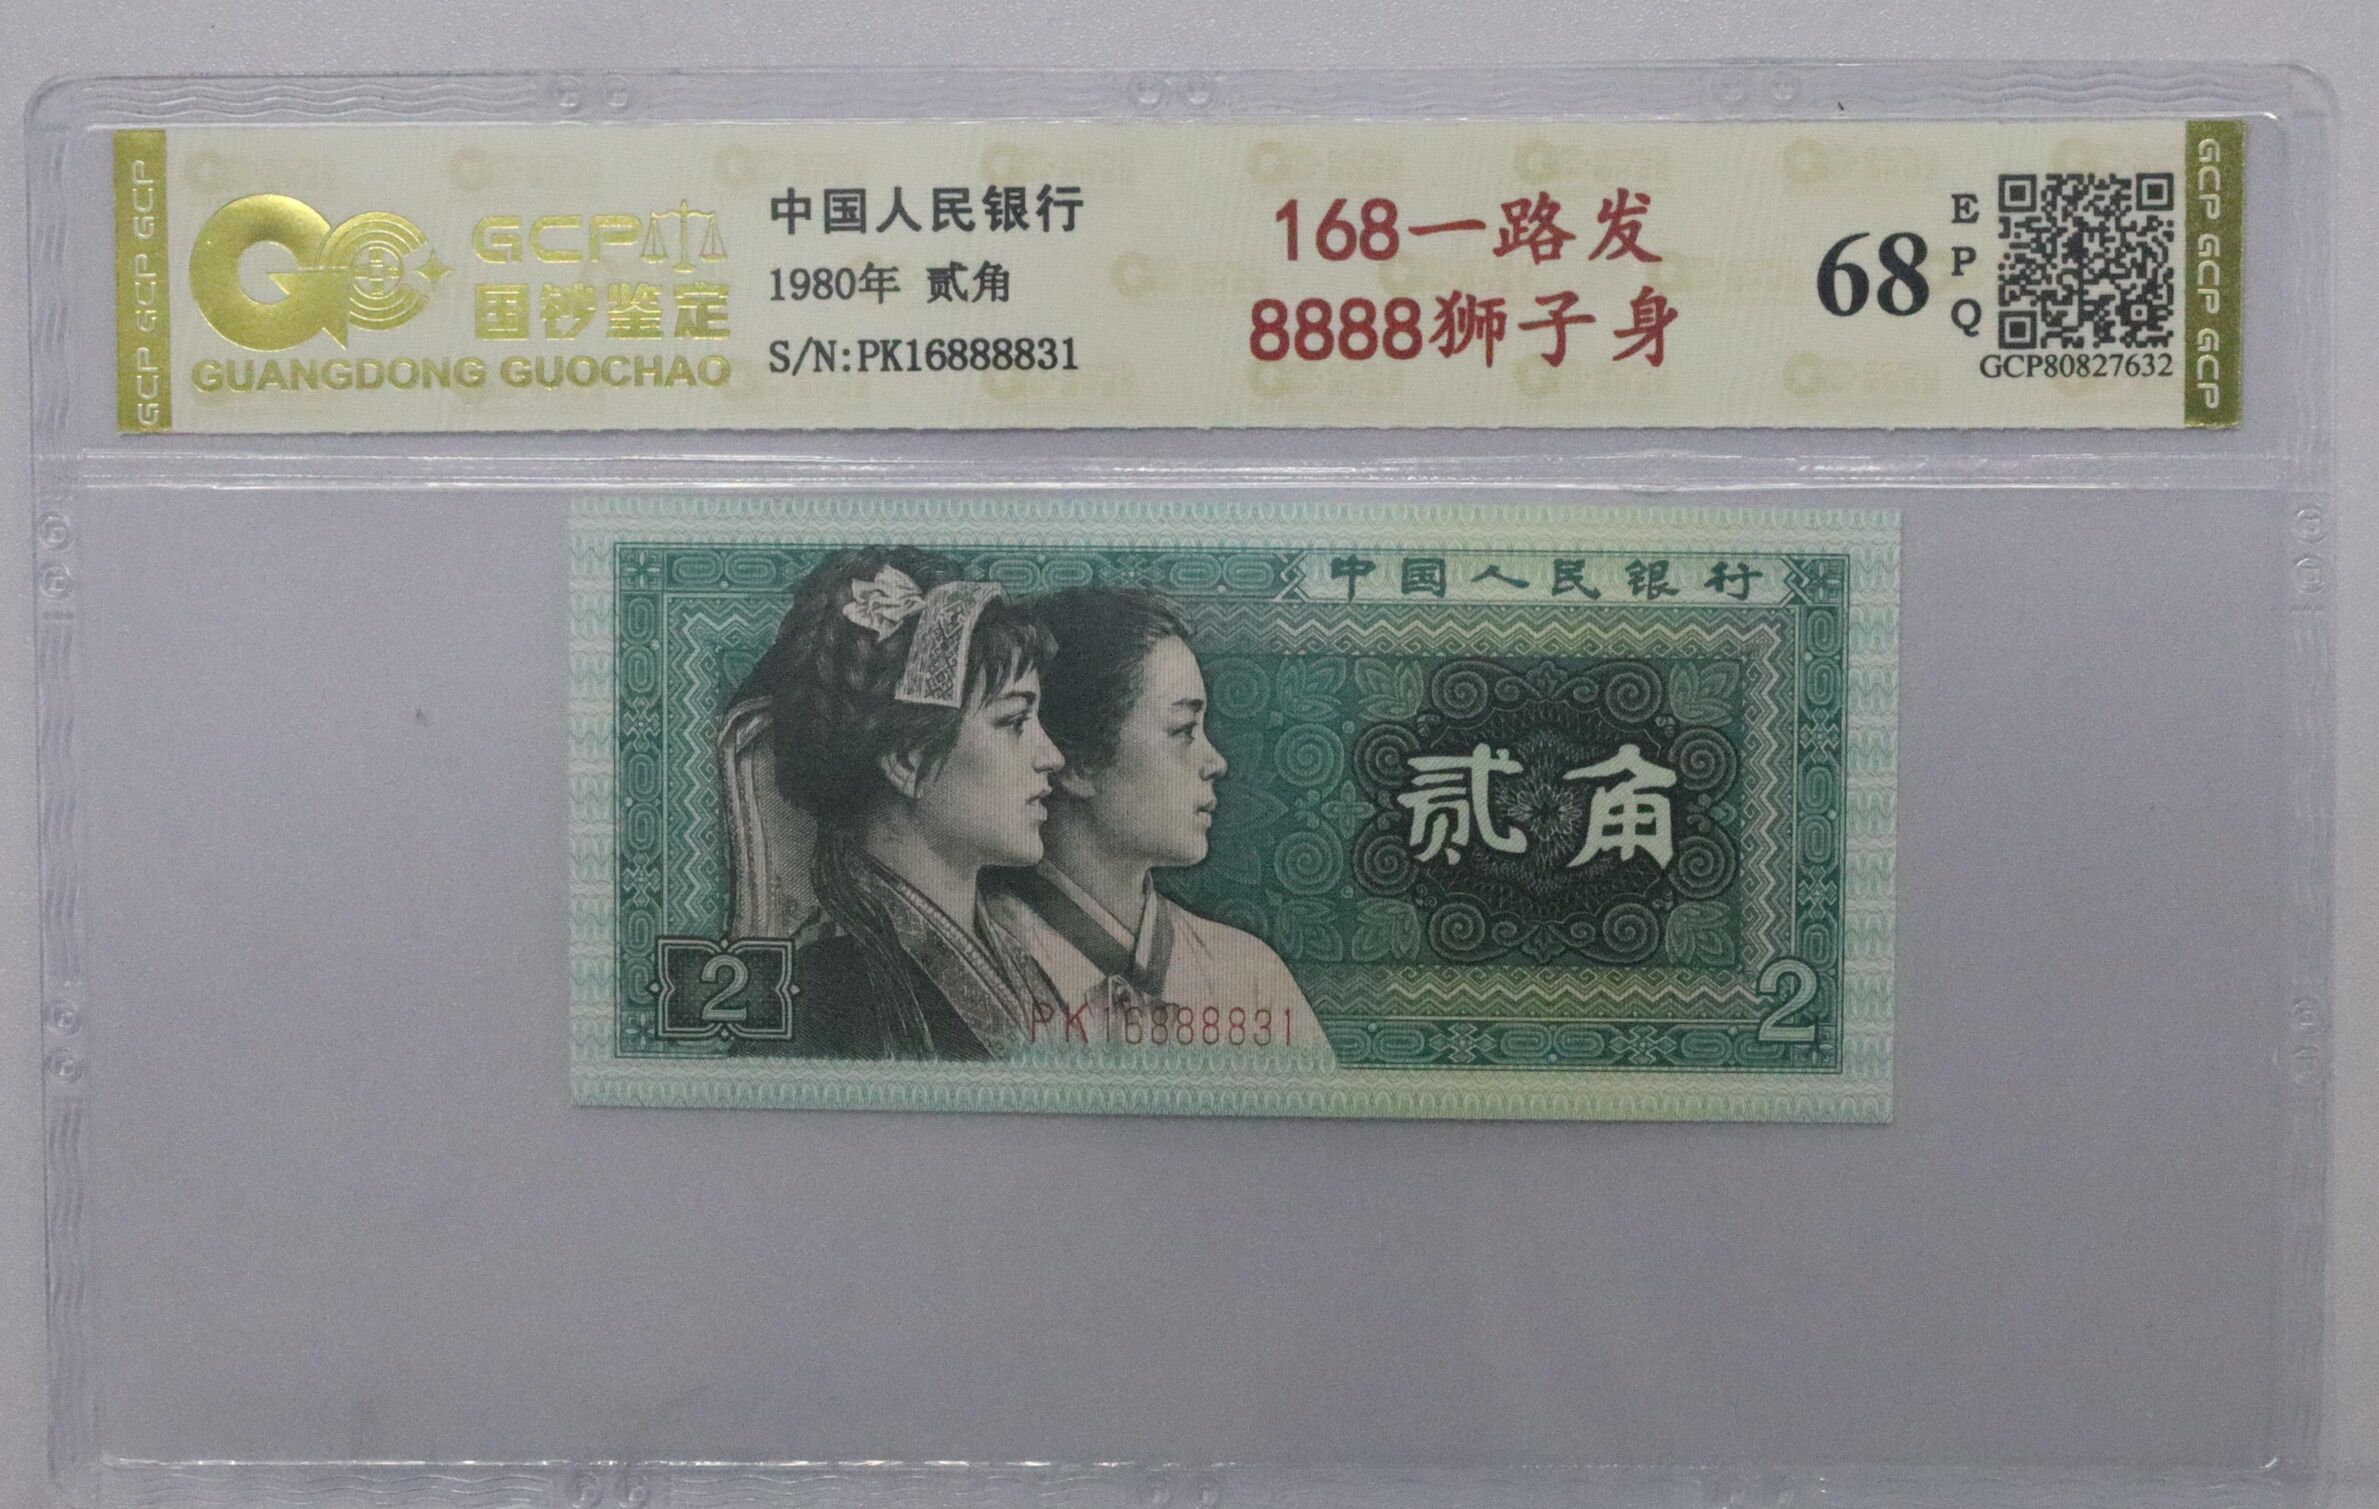 GCP GCP GCP
GCP
国钞鉴定
GUANGDONG GUOCHAO
中国人民银行
1980年 贰角
S/N:PK16888831
168一路发
8888狮子身
68
E
P
Q
GCP80827632
GCP GCP GCP
中国人民银行
贰角
2
PK16888831
2